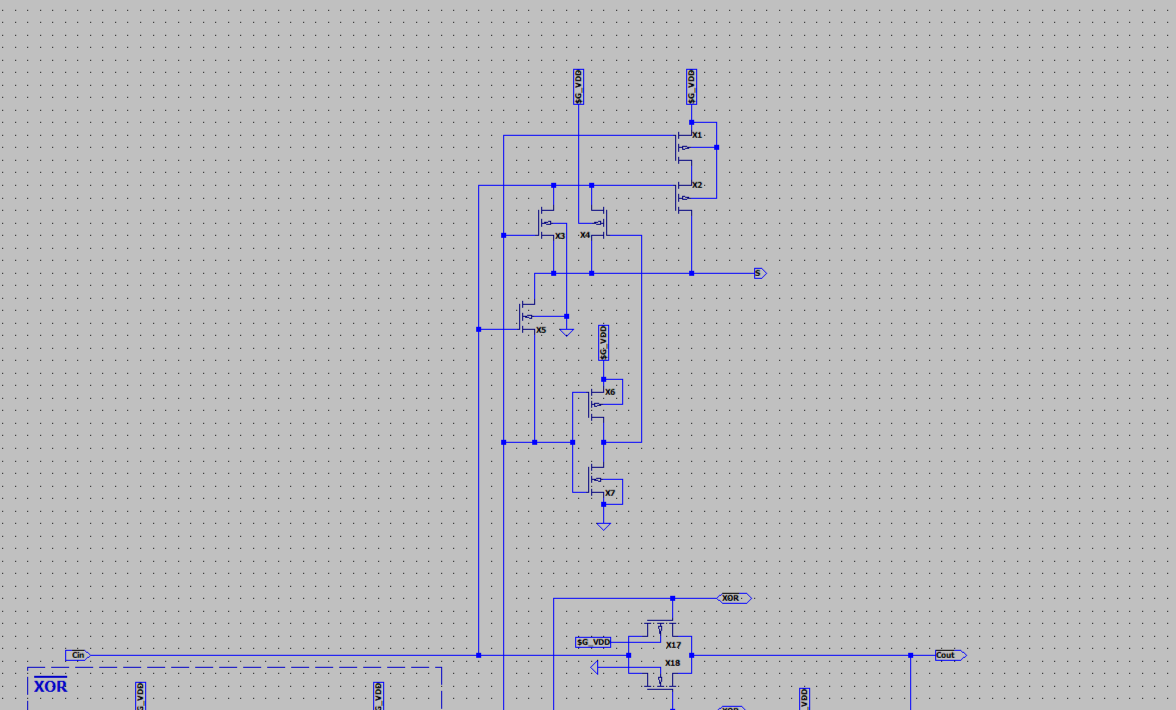 $G_VDD
$G_VDD
X1
X2
X3
X4
S
X5
$G_VDD
X6
X7
XOR
$G_VDD
X17
Cin
Cout
X18
XOR
$G_VDD
$G_VDD
VDD
XOR